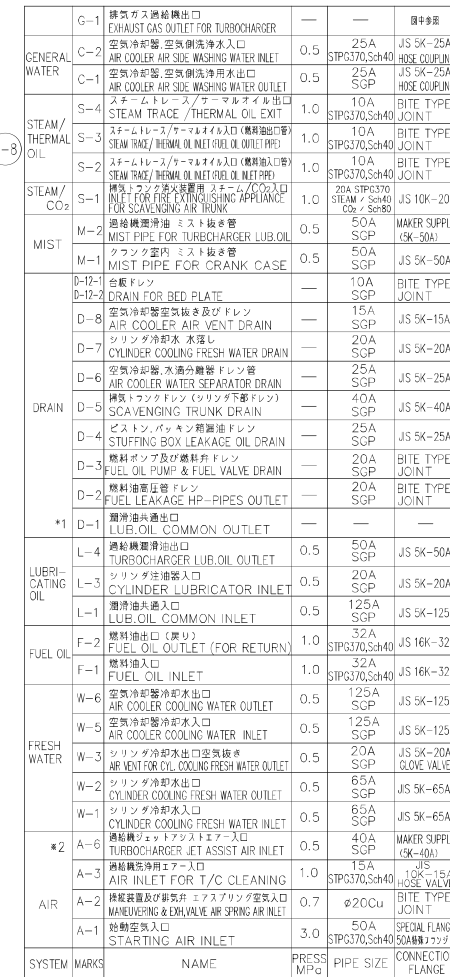 G-1 排気ガス過給機出口 — — 図中参照
EXHAUST GAS OUTLET FOR TURBOCHARGER
GENERAL WATER
C-2 空気冷却器,空気側洗浄水入口 0.5 25A JIS 5K-25A
AIR COOLER AIR SIDE WASHING WATER INLET STPG370,Sch40 HOSE COUPLIN
C-1 空気冷却器,空気側洗浄用水出口 0.5 25A JIS 5K-25A
AIR COOLER AIR SIDE WASHING WATER OUTLET SGP HOSE COUPLIN
-8
STEAM/ THERMAL OIL
S-4 スチームトレース/サーマルオイル出口 1.0 10A BITE TYPE
STEAM TRACE /THERMAL OIL EXIT STPG370,Sch40 JOINT
S-3 スチームトレース/サーマルオイル入口(燃料油出口管) 1.0 10A BITE TYPE
STEAM TRACE/ THERMAL OIL INLET(FUEL OIL OUTLET PIPE) STPG370,Sch40 JOINT
S-2 スチームトレース/サーマルオイル入口(燃料油入口管) 1.0 10A BITE TYPE
STEAM TRACE/ THERMAL OIL INLET(FUEL OIL INLET PIPE) STPG370,Sch40 JOINT
STEAM/ CO₂
S-1 掃気トランク消火装置用 スチーム/CO₂入口 1.0 20A STPG370 JIS 10K-20
INLET FOR FIRE EXTINGUISHING APPLIANCE STEAM / Sch40
FOR SCAVENGING AIR TRUNK CO₂ / Sch80
MIST
M-2 過給機潤滑油 ミスト抜き管 0.5 50A MAKER SUPPL
MIST PIPE FOR TURBCHARGER LUB.OIL SGP (5K-50A)
M-1 クランク室内 ミスト抜き管 0.5 50A JIS 5K-50A
MIST PIPE FOR CRANK CASE SGP
DRAIN
D-12-1 台板ドレン — 10A BITE TYPE
D-12-2 DRAIN FOR BED PLATE SGP JOINT
D-8 空気冷却器空気抜き及びドレン — 15A JIS 5K-15A
AIR COOLER AIR VENT DRAIN SGP
D-7 シリンダ冷却水 水落し — 20A JIS 5K-20A
CYLINDER COOLING FRESH WATER DRAIN SGP
D-6 空気冷却器,水滴分離器ドレン管 — 25A JIS 5K-25A
AIR COOLER WATER SEPARATOR DRAIN SGP
D-5 掃気トランクドレン(シリンダ下部ドレン) — 40A JIS 5K-40A
SCAVENGING TRUNK DRAIN SGP
D-4 ピストン,パッキン箱漏油ドレン — 25A JIS 5K-25A
STUFFING BOX LEAKAGE OIL DRAIN SGP
D-3 燃料ポンプ及び燃料弁ドレン — 20A BITE TYPE
FUEL OIL PUMP & FUEL VALVE DRAIN SGP JOINT
D-2 燃料油高圧管ドレン — 20A BITE TYPE
FUEL LEAKAGE HP-PIPES OUTLET SGP JOINT
*1 D-1 潤滑油共通出口 — — —
LUB.OIL COMMON OUTLET
LUBRI- CATING OIL
L-4 過給機潤滑油出口 0.5 50A JIS 5K-50A
TURBOCHARGER LUB.OIL OUTLET SGP
L-3 シリンダ注油器入口 0.5 20A JIS 5K-20A
CYLINDER LUBRICATOR INLET SGP
L-1 潤滑油共通入口 0.5 125A JIS 5K-125
LUB.OIL COMMON INLET SGP
FUEL OIL
F-2 燃料油出口(戻り) 1.0 32A JIS 16K-32
FUEL OIL OUTLET (FOR RETURN) STPG370,Sch40
F-1 燃料油入口 1.0 32A JIS 16K-32
FUEL OIL INLET STPG370,Sch40
FRESH WATER
W-6 空気冷却器冷却水出口 0.5 125A JIS 5K-125
AIR COOLER COOLING WATER OUTLET SGP
W-5 空気冷却器冷却水入口 0.5 125A JIS 5K-125
AIR COOLER COOLING WATER INLET SGP
W-3 シリンダ冷却水出口空気抜き 0.5 20A JIS 5K-20A
AIR VENT FOR CYL. COOLING FRESH WATER OUTLET SGP GLOVE VALVE
W-2 シリンダ冷却水出口 0.5 65A JIS 5K-65A
CYLINDER COOLING FRESH WATER OUTLET SGP
W-1 シリンダ冷却水入口 0.5 65A JIS 5K-65A
CYLINDER COOLING FRESH WATER INLET SGP
*2 A-6 過給機ジェットアシストエアー入口 0.5 40A MAKER SUPPL
TURBOCHARGER JET ASSIST AIR INLET SGP (5K-40A)
AIR
A-3 過給機洗浄用エアー入口 1.0 15A JIS 10K-15A
AIR INLET FOR T/C CLEANING STPG370,Sch40 HOSE VALVE
A-2 操縦装置及び排気弁 エアスプリング空気入口 0.7 ø20Cu BITE TYPE
MANEUVERING & EXH,VALVE AIR SPRING AIR INLET JOINT
A-1 始動空気入口 3.0 50A SPECIAL FLANG
STARTING AIR INLET STPG370,Sch40 50A特殊フランジ
SYSTEM MARKS NAME PRESS MPa PIPE SIZE CONNECTIO FLANGE